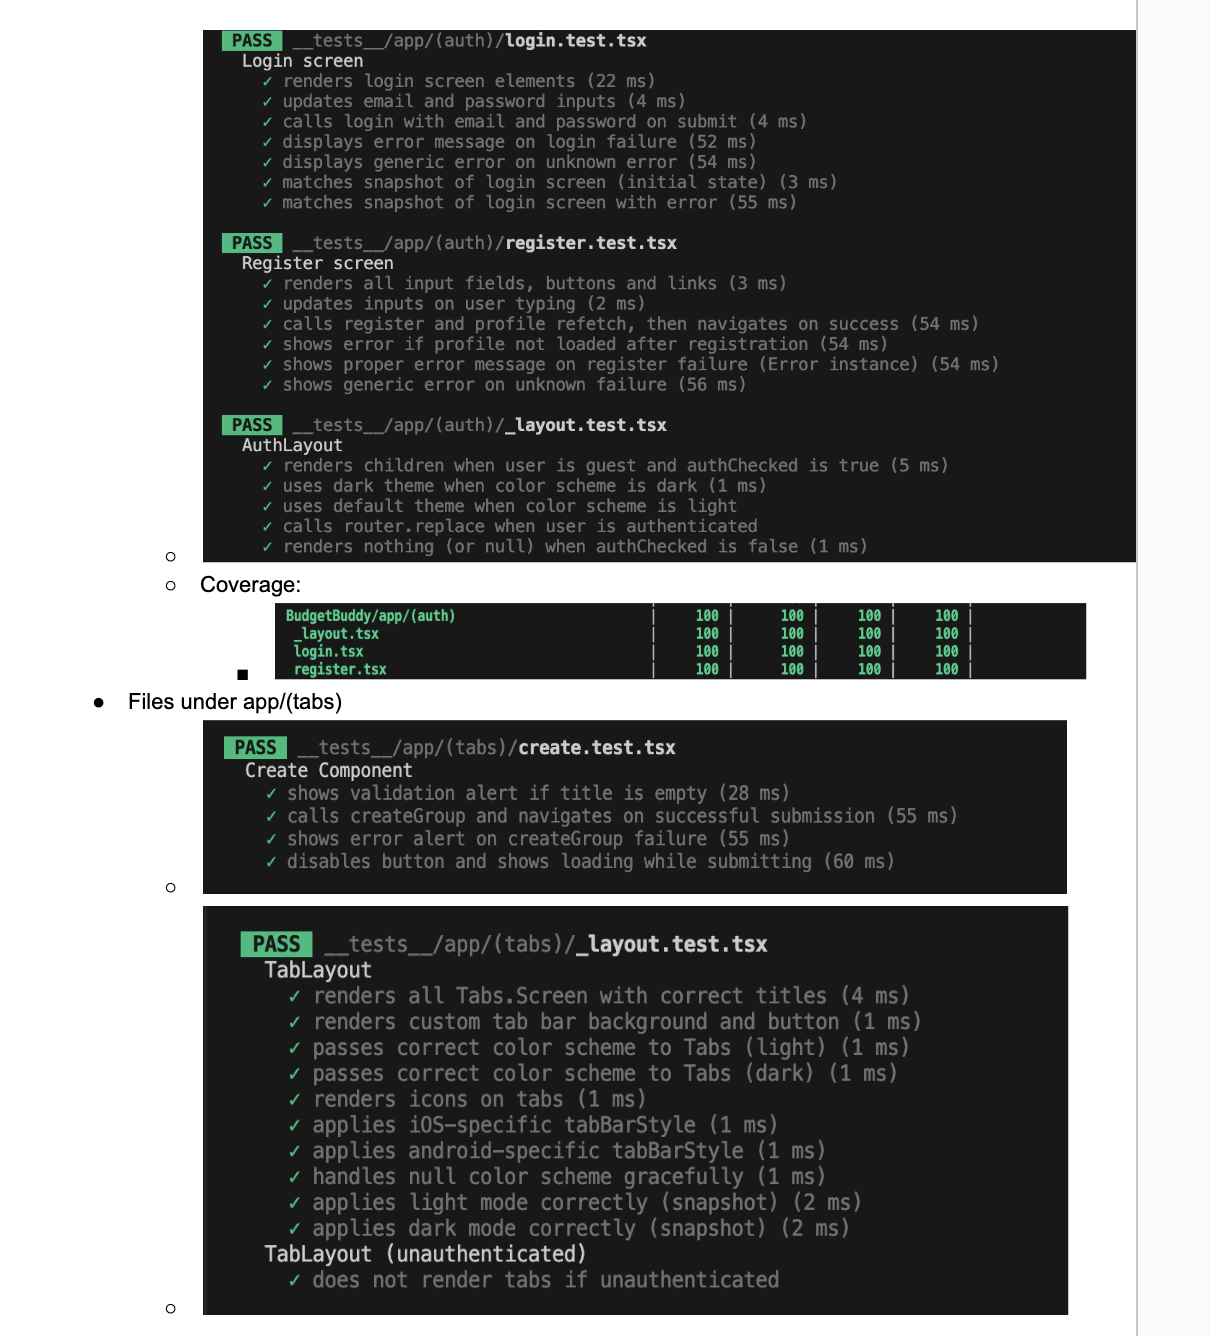 PASS __tests__/app/(auth)/login.test.tsx
Login screen
✓ renders login screen elements (22 ms)
✓ updates email and password inputs (4 ms)
✓ calls login with email and password on submit (4 ms)
✓ displays error message on login failure (52 ms)
✓ displays generic error on unknown error (54 ms)
✓ matches snapshot of login screen (initial state) (3 ms)
✓ matches snapshot of login screen with error (55 ms)
PASS __tests__/app/(auth)/register.test.tsx
Register screen
✓ renders all input fields, buttons and links (3 ms)
✓ updates inputs on user typing (2 ms)
✓ calls register and profile refetch, then navigates on success (54 ms)
✓ shows error if profile not loaded after registration (54 ms)
✓ shows proper error message on register failure (Error instance) (54 ms)
✓ shows generic error on unknown failure (56 ms)
PASS __tests__/app/(auth)/_layout.test.tsx
AuthLayout
✓ renders children when user is guest and authChecked is true (5 ms)
✓ uses dark theme when color scheme is dark (1 ms)
✓ uses default theme when color scheme is light
✓ calls router.replace when user is authenticated
✓ renders nothing (or null) when authChecked is false (1 ms)
○ Coverage:
BudgetBuddy/app/(auth) | 100 | 100 | 100 | 100 |
_layout.tsx | 100 | 100 | 100 | 100 |
login.tsx | 100 | 100 | 100 | 100 |
register.tsx | 100 | 100 | 100 | 100 |
● Files under app/(tabs)
PASS __tests__/app/(tabs)/create.test.tsx
Create Component
✓ shows validation alert if title is empty (28 ms)
✓ calls createGroup and navigates on successful submission (55 ms)
✓ shows error alert on createGroup failure (55 ms)
✓ disables button and shows loading while submitting (60 ms)
PASS __tests__/app/(tabs)/_layout.test.tsx
TabLayout
✓ renders all Tabs.Screen with correct titles (4 ms)
✓ renders custom tab bar background and button (1 ms)
✓ passes correct color scheme to Tabs (light) (1 ms)
✓ passes correct color scheme to Tabs (dark) (1 ms)
✓ renders icons on tabs (1 ms)
✓ applies iOS-specific tabBarStyle (1 ms)
✓ applies android-specific tabBarStyle (1 ms)
✓ handles null color scheme gracefully (1 ms)
✓ applies light mode correctly (snapshot) (2 ms)
✓ applies dark mode correctly (snapshot) (2 ms)
TabLayout (unauthenticated)
✓ does not render tabs if unauthenticated